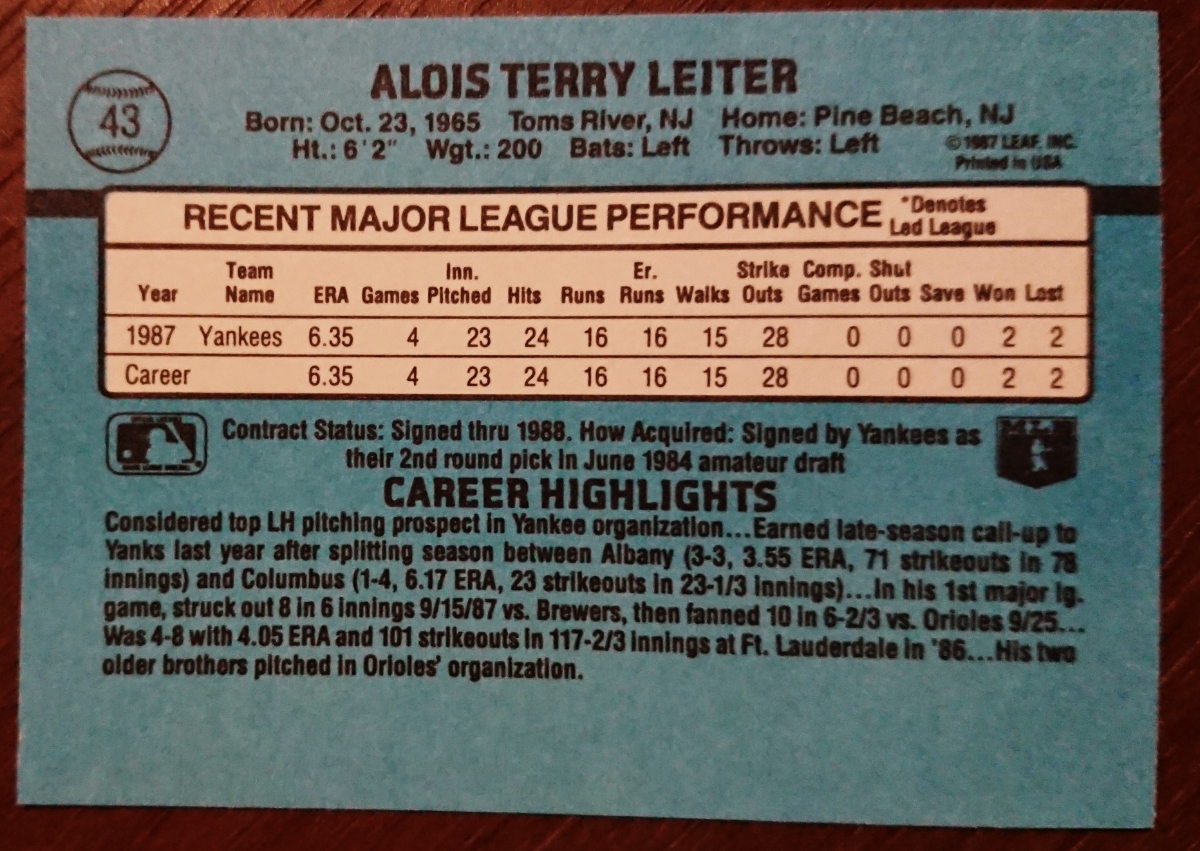 43
ALOIS TERRY LEITER
Born: Oct. 23, 1965 Toms River, NJ Home: Pine Beach, NJ
Ht.: 6'2" Wgt.: 200 Bats: Left Throws: Left
©1987 LEAF, INC.
Printed in USA
RECENT MAJOR LEAGUE PERFORMANCE
*Denotes
Led League
Year Team Name ERA Games Inn. Pitched Hits Runs Er. Runs Walks Strike Outs Comp. Games Shut Outs Save Won Lost
1987 Yankees 6.35 4 23 24 16 16 15 28 0 0 0 2 2
Career 6.35 4 23 24 16 16 15 28 0 0 0 2 2
Contract Status: Signed thru 1988. How Acquired: Signed by Yankees as
their 2nd round pick in June 1984 amateur draft
MLB
CAREER HIGHLIGHTS
Considered top LH pitching prospect in Yankee organization...Earned late-season call-up to
Yanks last year after splitting season between Albany (3-3, 3.55 ERA, 71 strikeouts in 78
innings) and Columbus (1-4, 6.17 ERA, 23 strikeouts in 23-1/3 innings)...In his 1st major lg.
game, struck out 8 in 6 innings 9/15/87 vs. Brewers, then fanned 10 in 6-2/3 vs. Orioles 9/25...
Was 4-8 with 4.05 ERA and 101 strikeouts in 117-2/3 innings at Ft. Lauderdale in '86...His two
older brothers pitched in Orioles' organization.